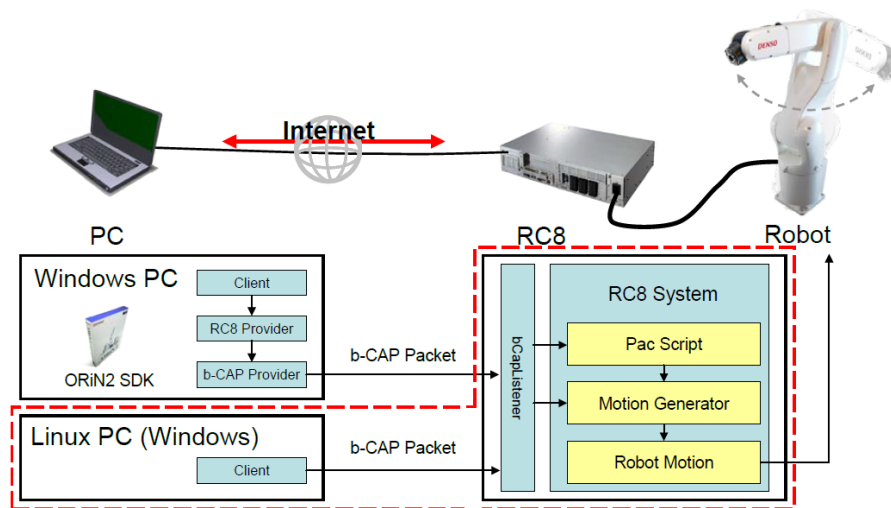 Internet
DENSO
PC
RC8
Robot
Windows PC
ORiN2 SDK
Client
RC8 Provider
b-CAP Provider
b-CAP Packet
bCapListener
RC8 System
Pac Script
Motion Generator
Robot Motion
Linux PC (Windows)
Client
b-CAP Packet